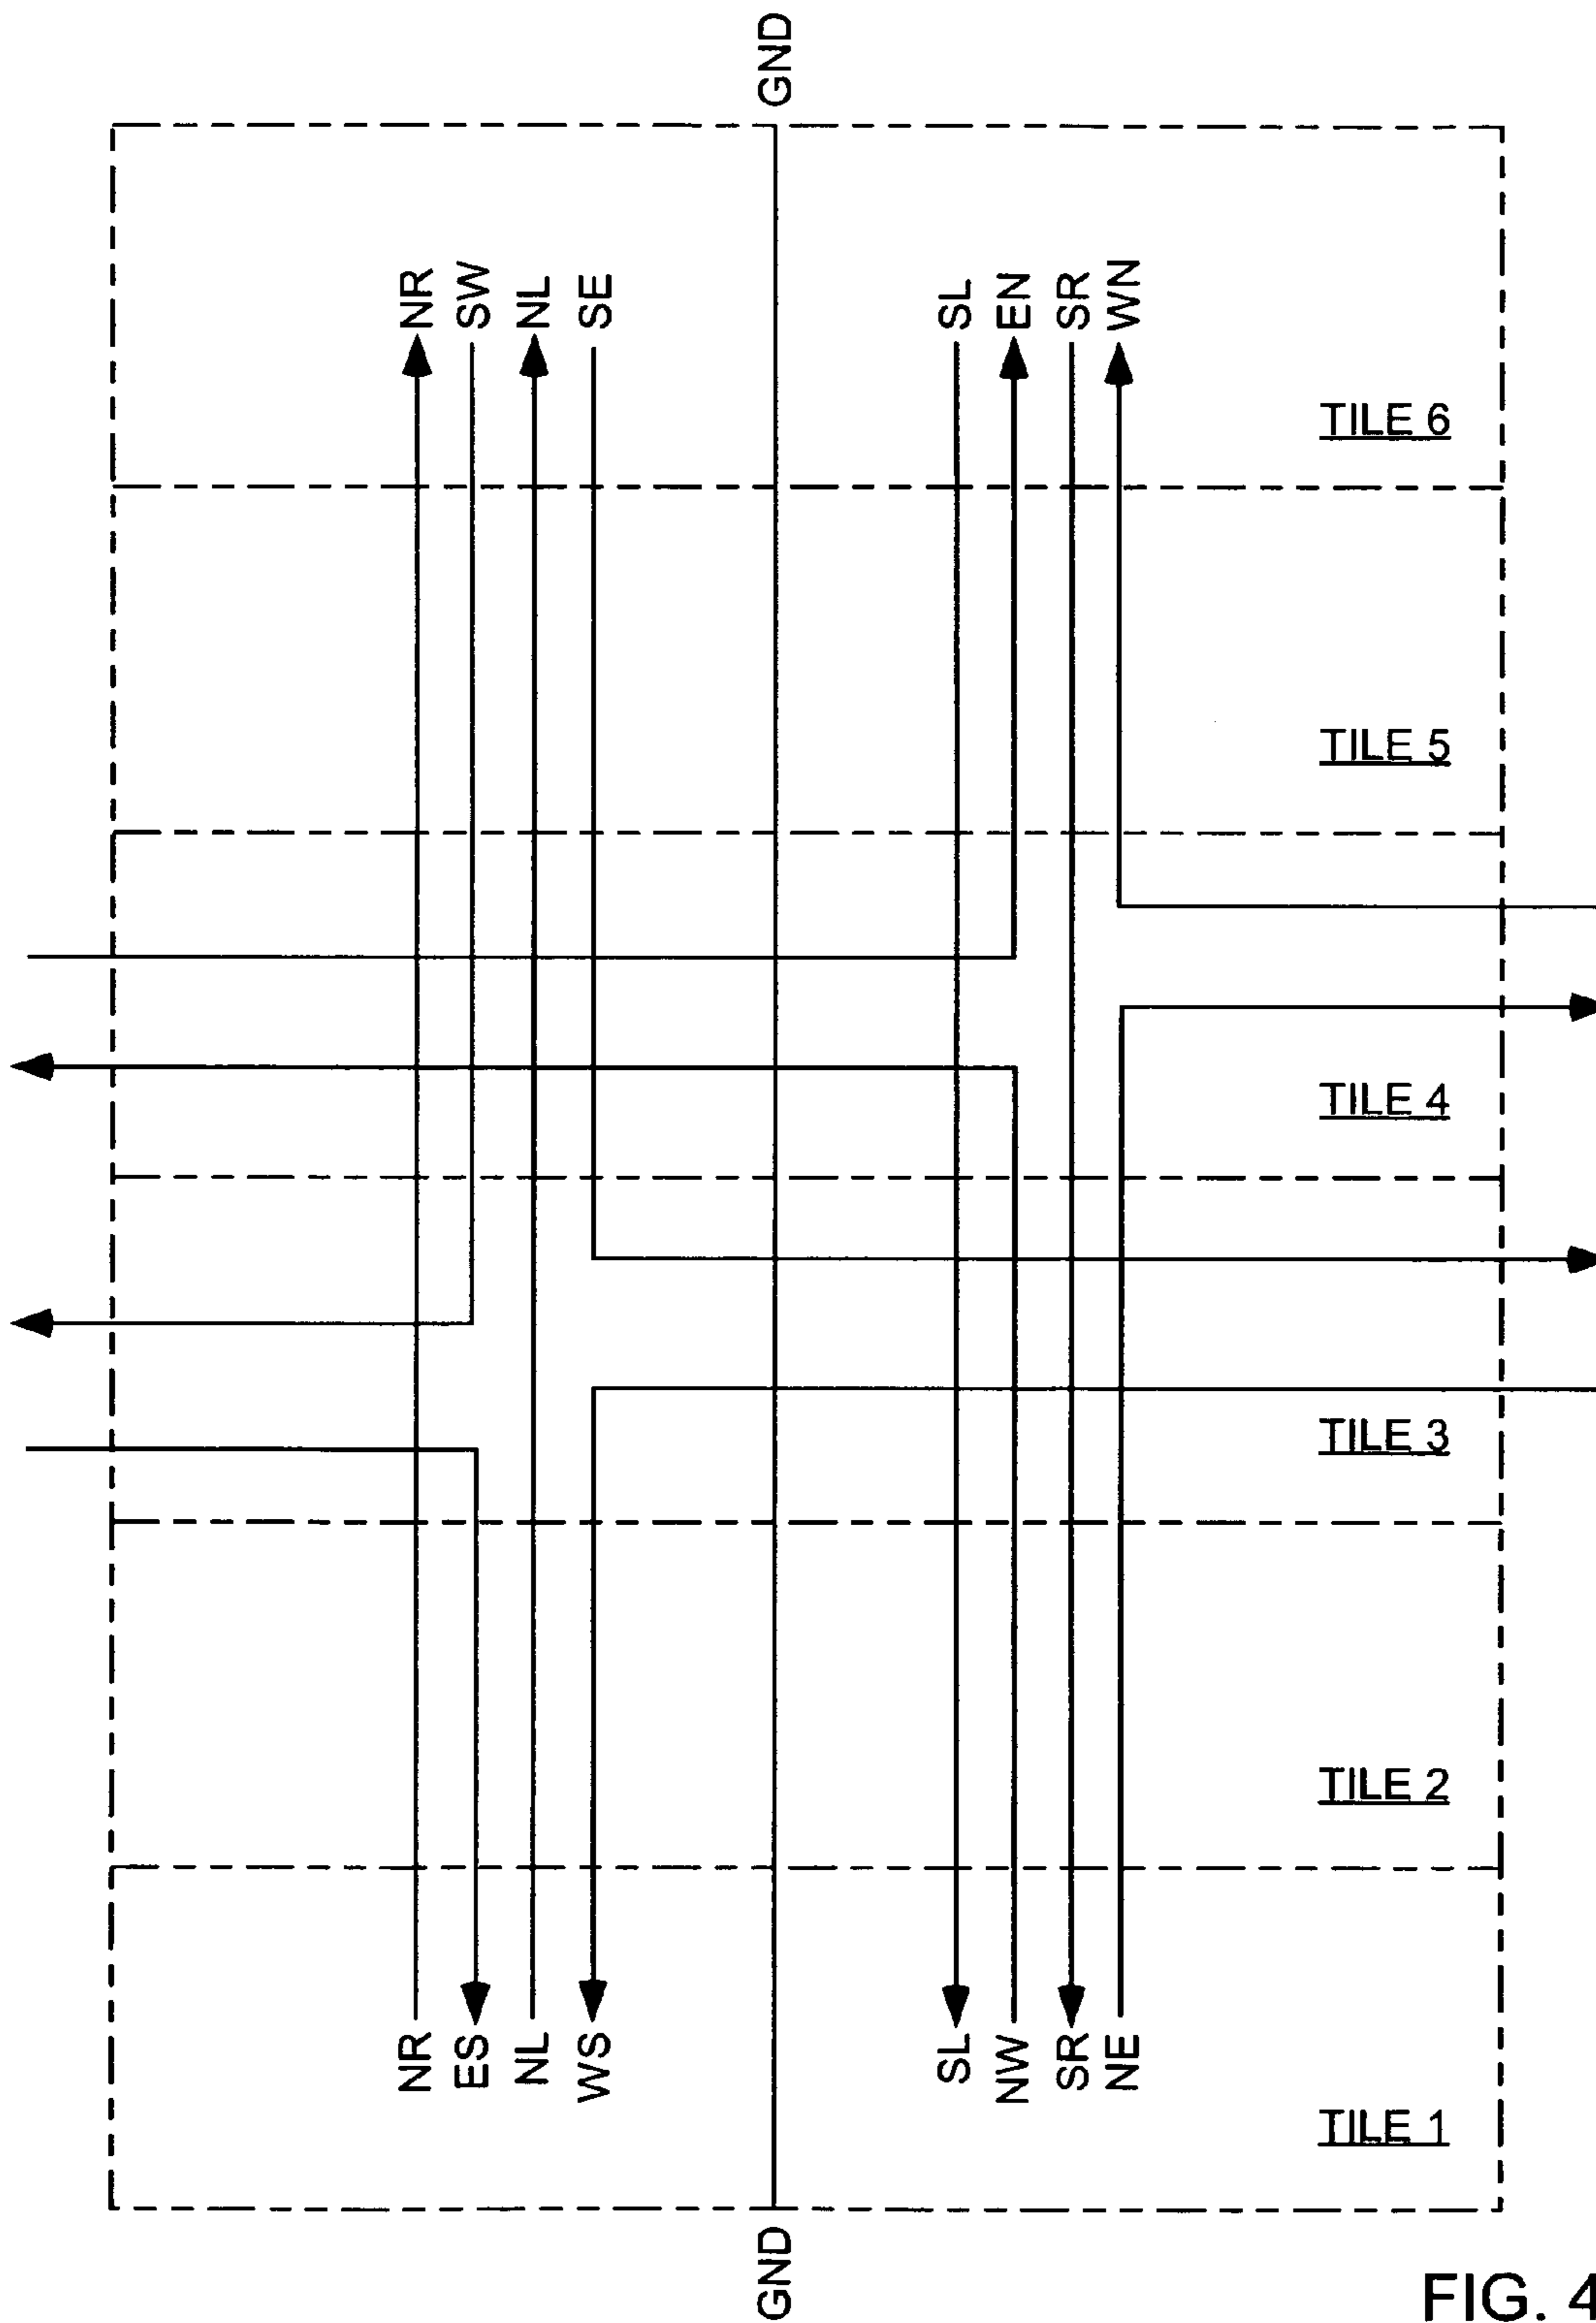 GND
NR
SW
NL
SE
SL
EN
SR
WN
TILE 6
TILE 5
TILE 4
TILE 3
TILE 2
NR
ES
NL
WS
SL
NW
SR
NE
TILE 1
GND
FIG. 4